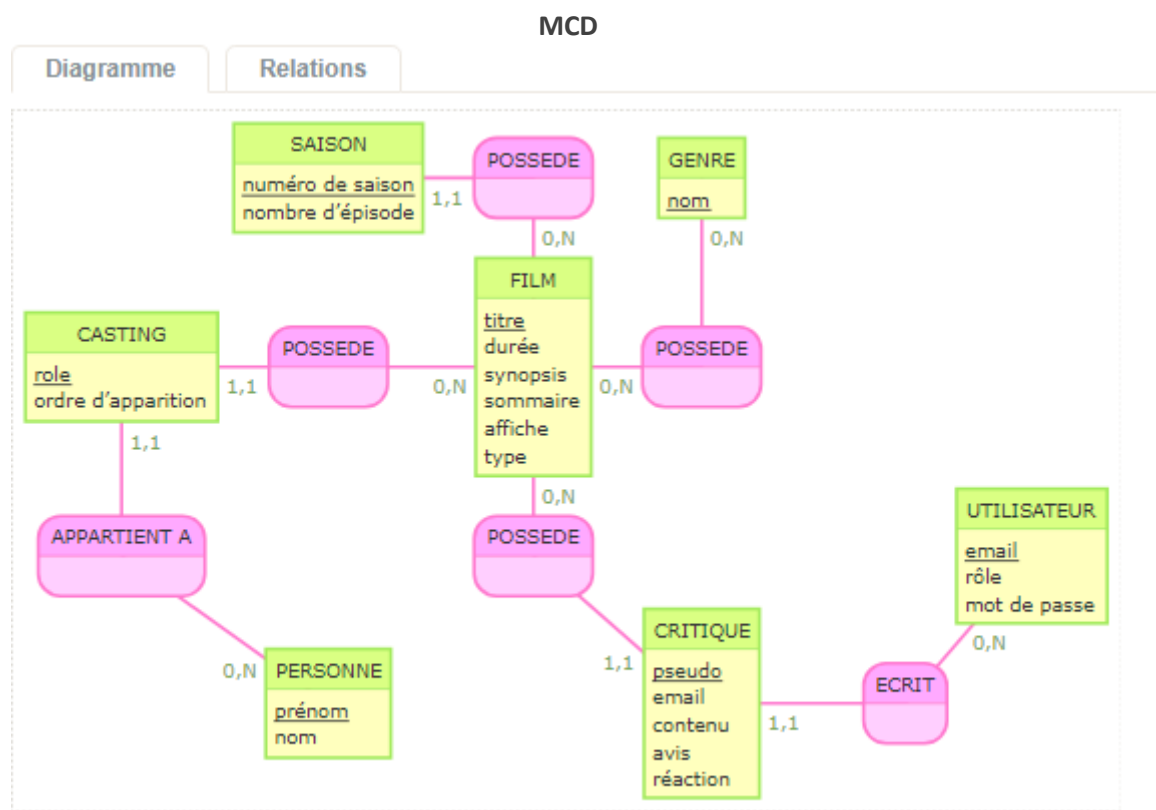 MCD
Diagramme
Relations
SAISON
numéro de saison
nombre d'épisode
1,1
POSSEDE
0,N
GENRE
nom
0,N
FILM
titre
durée
synopsis
sommaire
affiche
type
CASTING
role
ordre d'apparition
1,1
POSSEDE
0,N
0,N
POSSEDE
1,1
0,N
APPARTIENT A
POSSEDE
0,N
PERSONNE
prénom
nom
1,1
CRITIQUE
pseudo
email
contenu
avis
réaction
1,1
ECRIT
0,N
UTILISATEUR
email
rôle
mot de passe